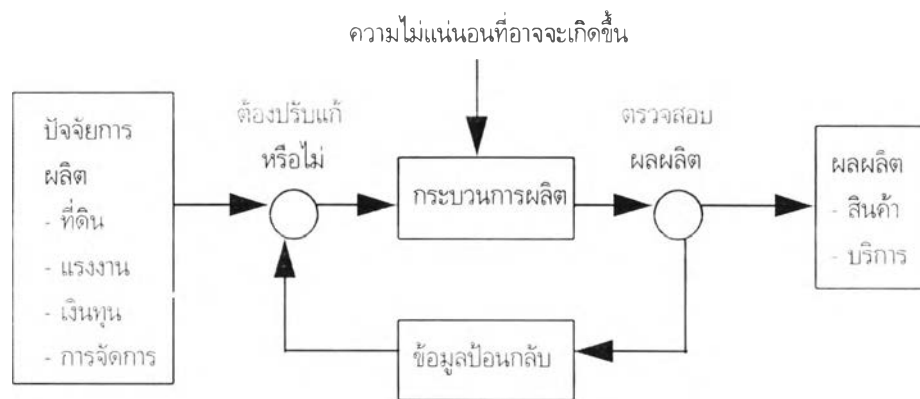 ความไม่แน่นอนที่อาจจะเกิดขึ้น
ปัจจัยการ
ผลิต
- ที่ดิน
- แรงงาน
- เงินทุน
- การจัดการ
ต้องปรับแก้
หรือไม่
กระบวนการผลิต
ตรวจสอบ
ผลผลิต
ผลผลิต
- สินค้า
- บริการ
ข้อมูลป้อนกลับ